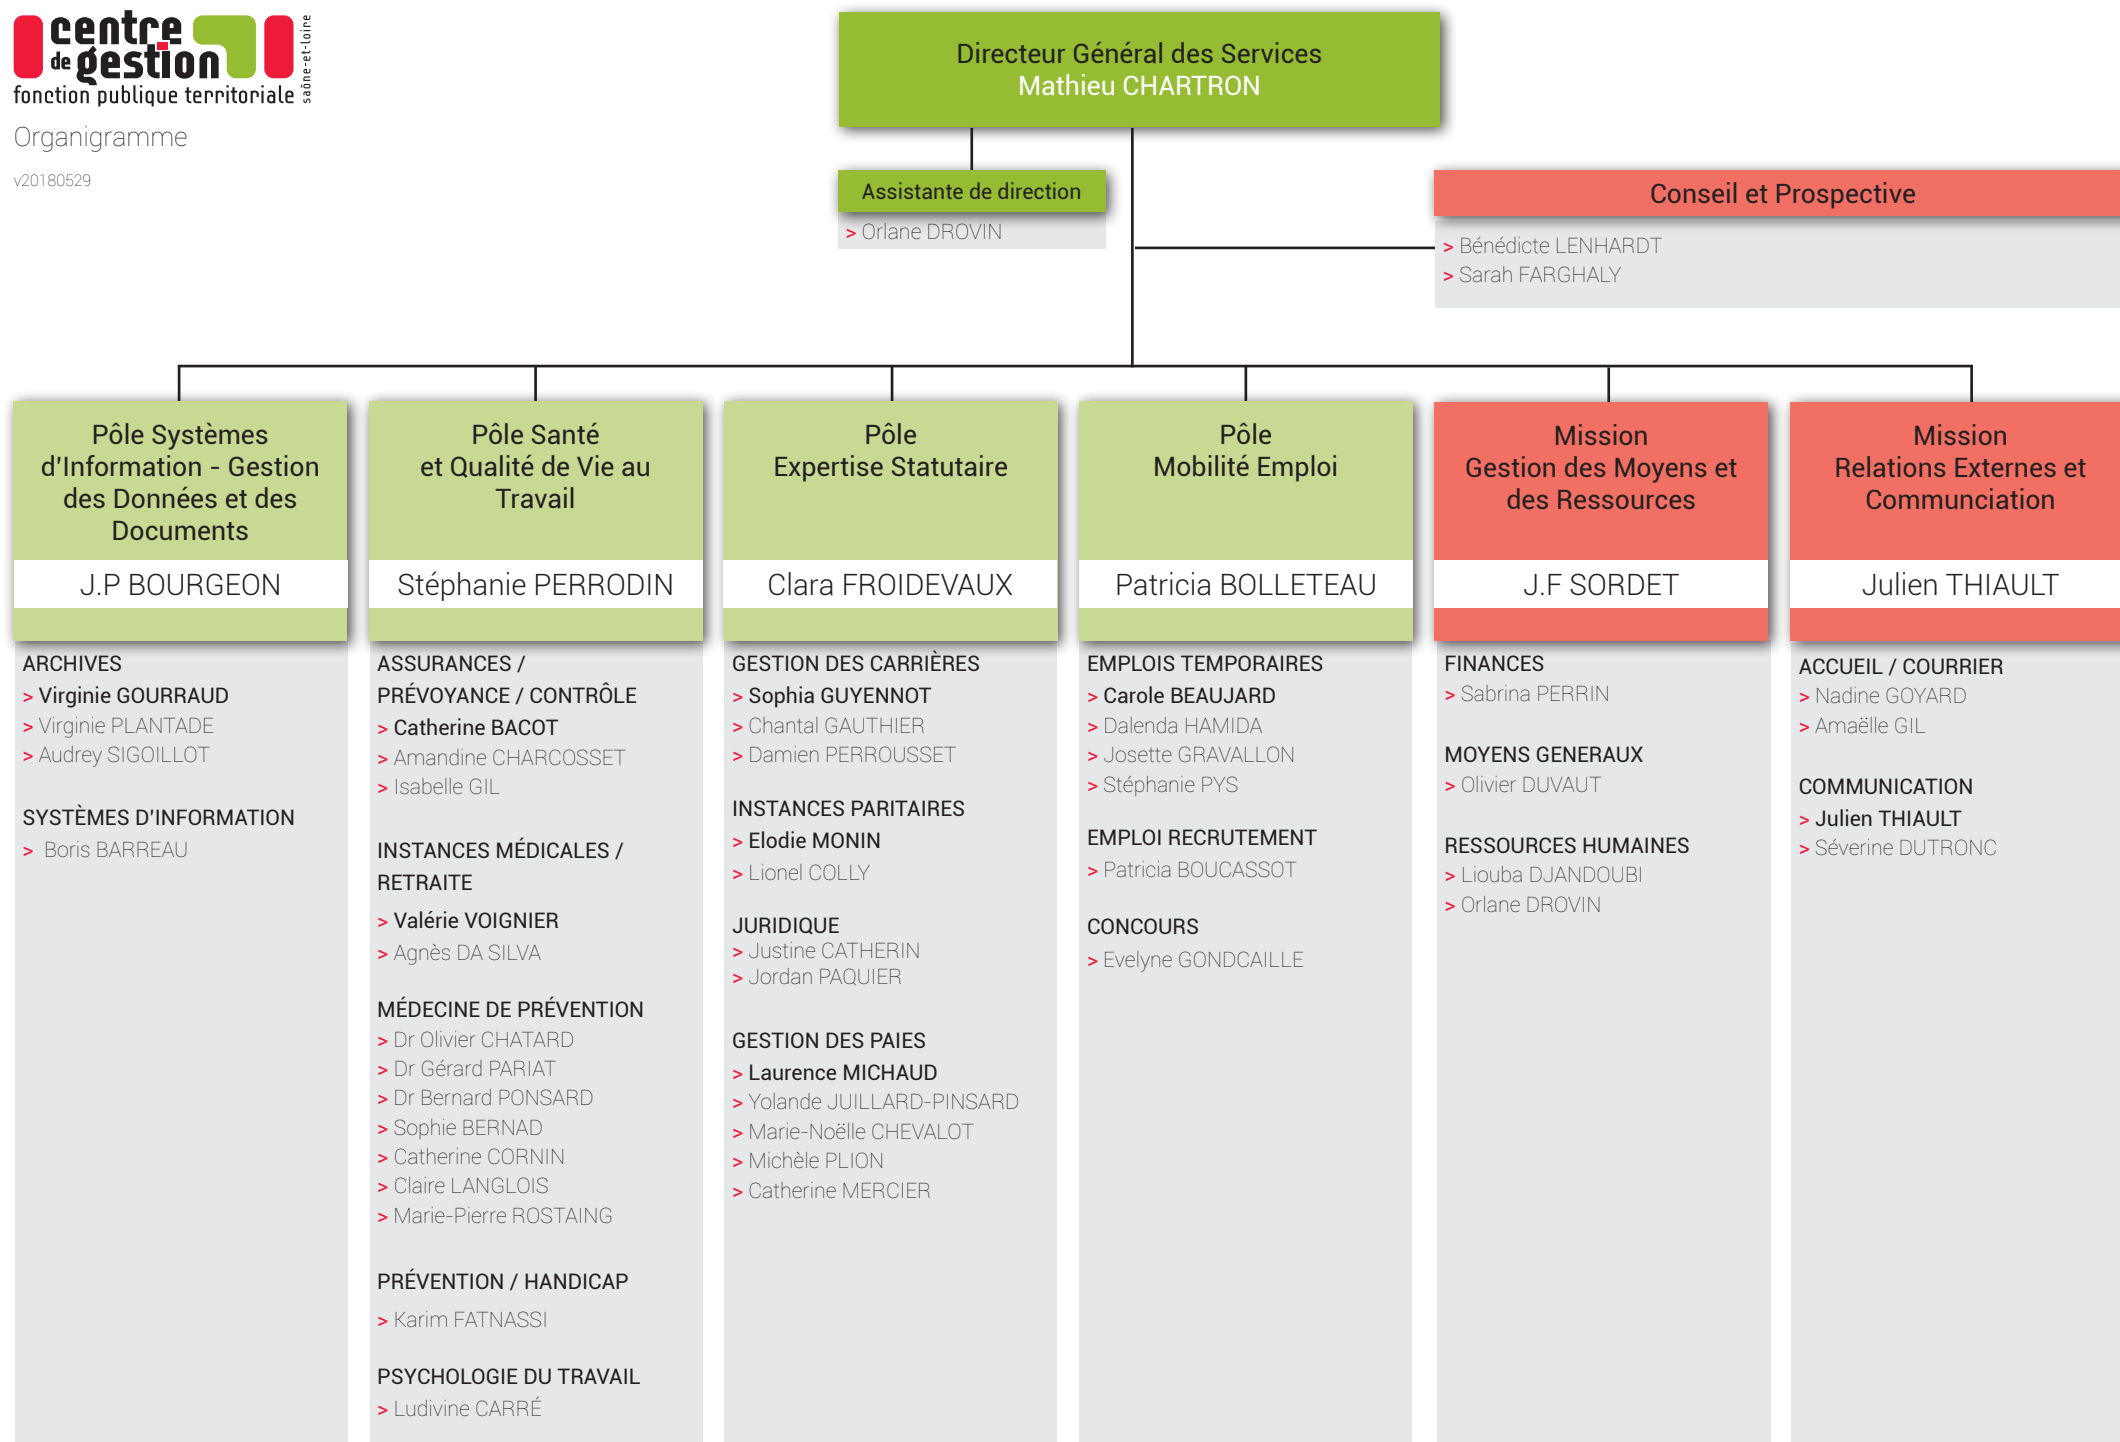 centre
de gestion
fonction publique territoriale
saône-et-loire
Organigramme
v20180529
Directeur Général des Services
Mathieu CHARTRON
Assistante de direction
> Orlane DROVIN
Conseil et Prospective
> Bénédicte LENHARDT
> Sarah FARGHALY
Pôle Systèmes
d'Information - Gestion
des Données et des
Documents
J.P BOURGEON
ARCHIVES
> Virginie GOURRAUD
> Virginie PLANTADE
> Audrey SIGOILLOT
SYSTÈMES D'INFORMATION
> Boris BARREAU
Pôle Santé
et Qualité de Vie au
Travail
Stéphanie PERRODIN
ASSURANCES /
PRÉVOYANCE / CONTRÔLE
> Catherine BACOT
> Amandine CHARCOSSET
> Isabelle GIL
INSTANCES MÉDICALES /
RETRAITE
> Valérie VOIGNIER
> Agnès DA SILVA
MÉDECINE DE PRÉVENTION
> Dr Olivier CHATARD
> Dr Gérard PARIAT
> Dr Bernard PONSARD
> Sophie BERNAD
> Catherine CORNIN
> Claire LANGLOIS
> Marie-Pierre ROSTAING
PRÉVENTION / HANDICAP
> Karim FATNASSI
PSYCHOLOGIE DU TRAVAIL
> Ludivine CARRÉ
Pôle
Expertise Statutaire
Clara FROIDEVAUX
GESTION DES CARRIÈRES
> Sophia GUYENNOT
> Chantal GAUTHIER
> Damien PERROUSSET
INSTANCES PARITAIRES
> Elodie MONIN
> Lionel COLLY
JURIDIQUE
> Justine CATHERIN
> Jordan PAQUIER
GESTION DES PAIES
> Laurence MICHAUD
> Yolande JUILLARD-PINSARD
> Marie-Noëlle CHEVALOT
> Michèle PLION
> Catherine MERCIER
Pôle
Mobilité Emploi
Patricia BOLLETEAU
EMPLOIS TEMPORAIRES
> Carole BEAUJARD
> Dalenda HAMIDA
> Josette GRAVALLON
> Stéphanie PYS
EMPLOI RECRUTEMENT
> Patricia BOUCASSOT
CONCOURS
> Evelyne GONDCAILLE
Mission
Gestion des Moyens et
des Ressources
J.F SORDET
FINANCES
> Sabrina PERRIN
MOYENS GENERAUX
> Olivier DUVAUT
RESSOURCES HUMAINES
> Liouba DJANDOUBI
> Orlane DROVIN
Mission
Relations Externes et
Communciation
Julien THIAULT
ACCUEIL / COURRIER
> Nadine GOYARD
> Amaëlle GIL
COMMUNICATION
> Julien THIAULT
> Séverine DUTRONC